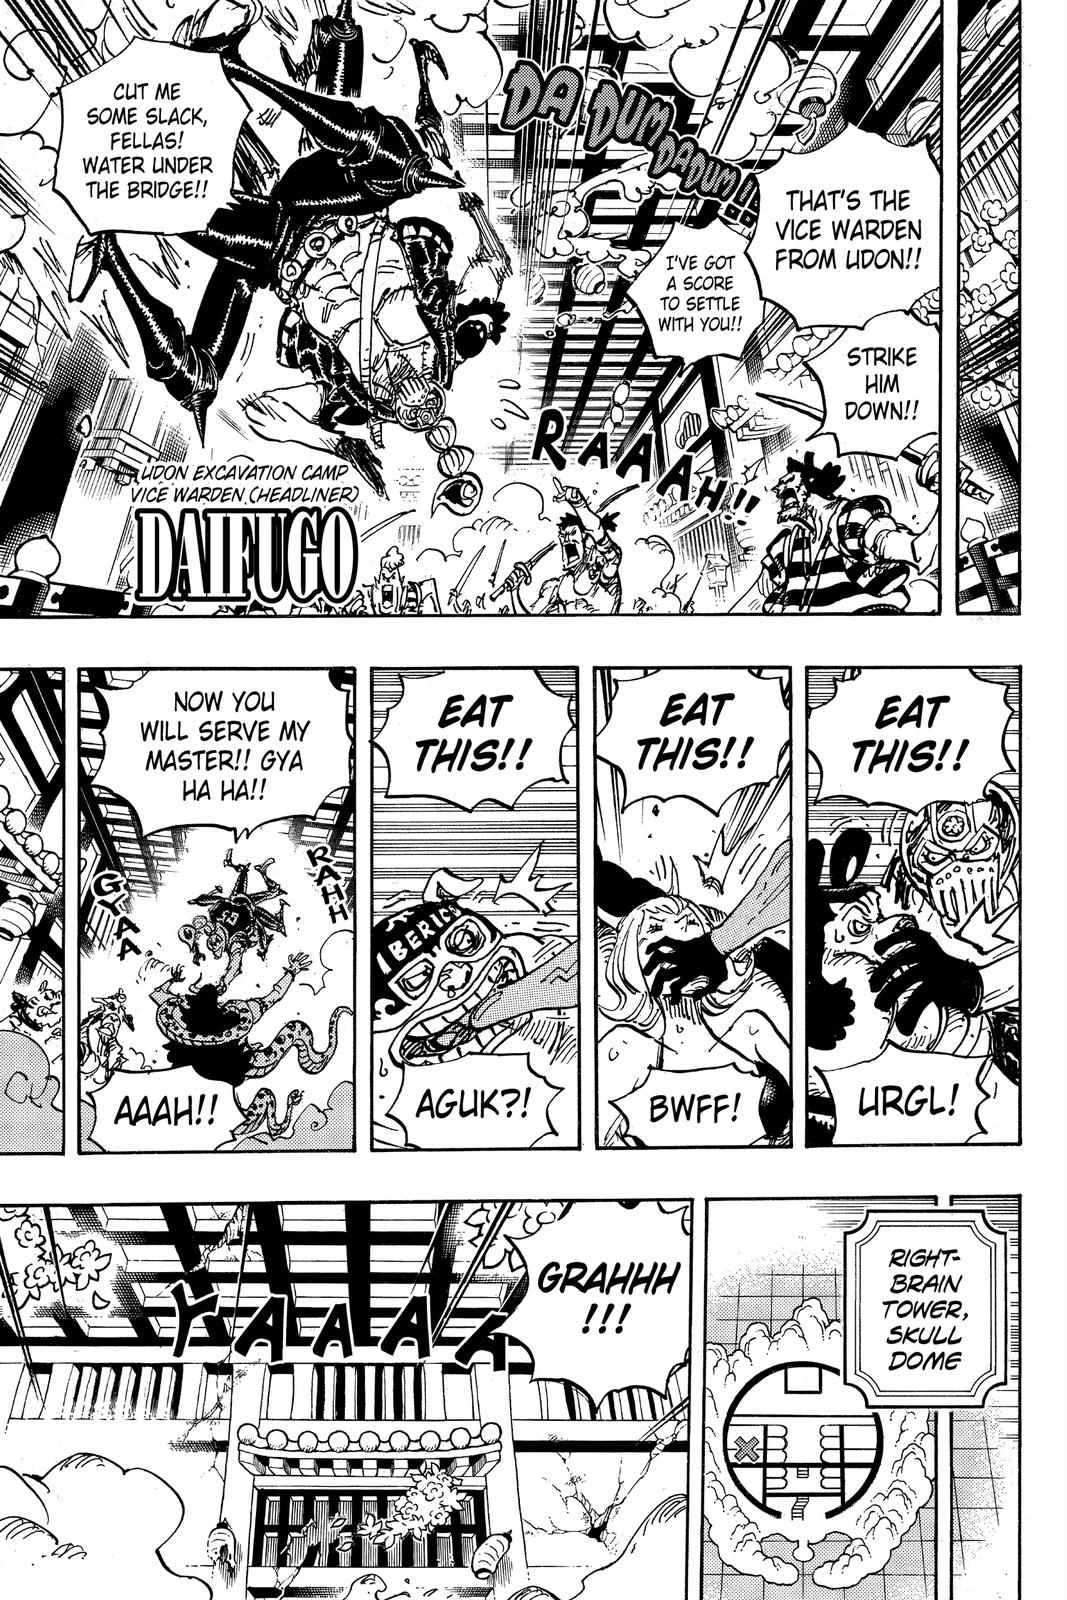 THAT'S THE
VICE WARDEN
FROM UDON!!
STRIKE
HIM
DOWN!!
I'VE GOT
A SCORE
TO SETTLE
WITH YOU!!
DA DUM
DADUM!!
RAAAAH!!
CUT ME
SOME SLACK,
FELLAS!
WATER UNDER
THE BRIDGE!!
UDON EXCAVATION CAMP
VICE WARDEN (HEADLINER)
DAIFUGO
EAT
THIS!!
URGL!
EAT
THIS!!
BWFF!
EAT
THIS!!
IBERICO
AGUK?!
NOW YOU
WILL SERVE MY
MASTER!! GYA
HA HA!!
RAHH
GYAA
AAAH!!
RIGHT-
BRAIN
TOWER,
SKULL
DOME
GRAHHH
!!!
YAAAA